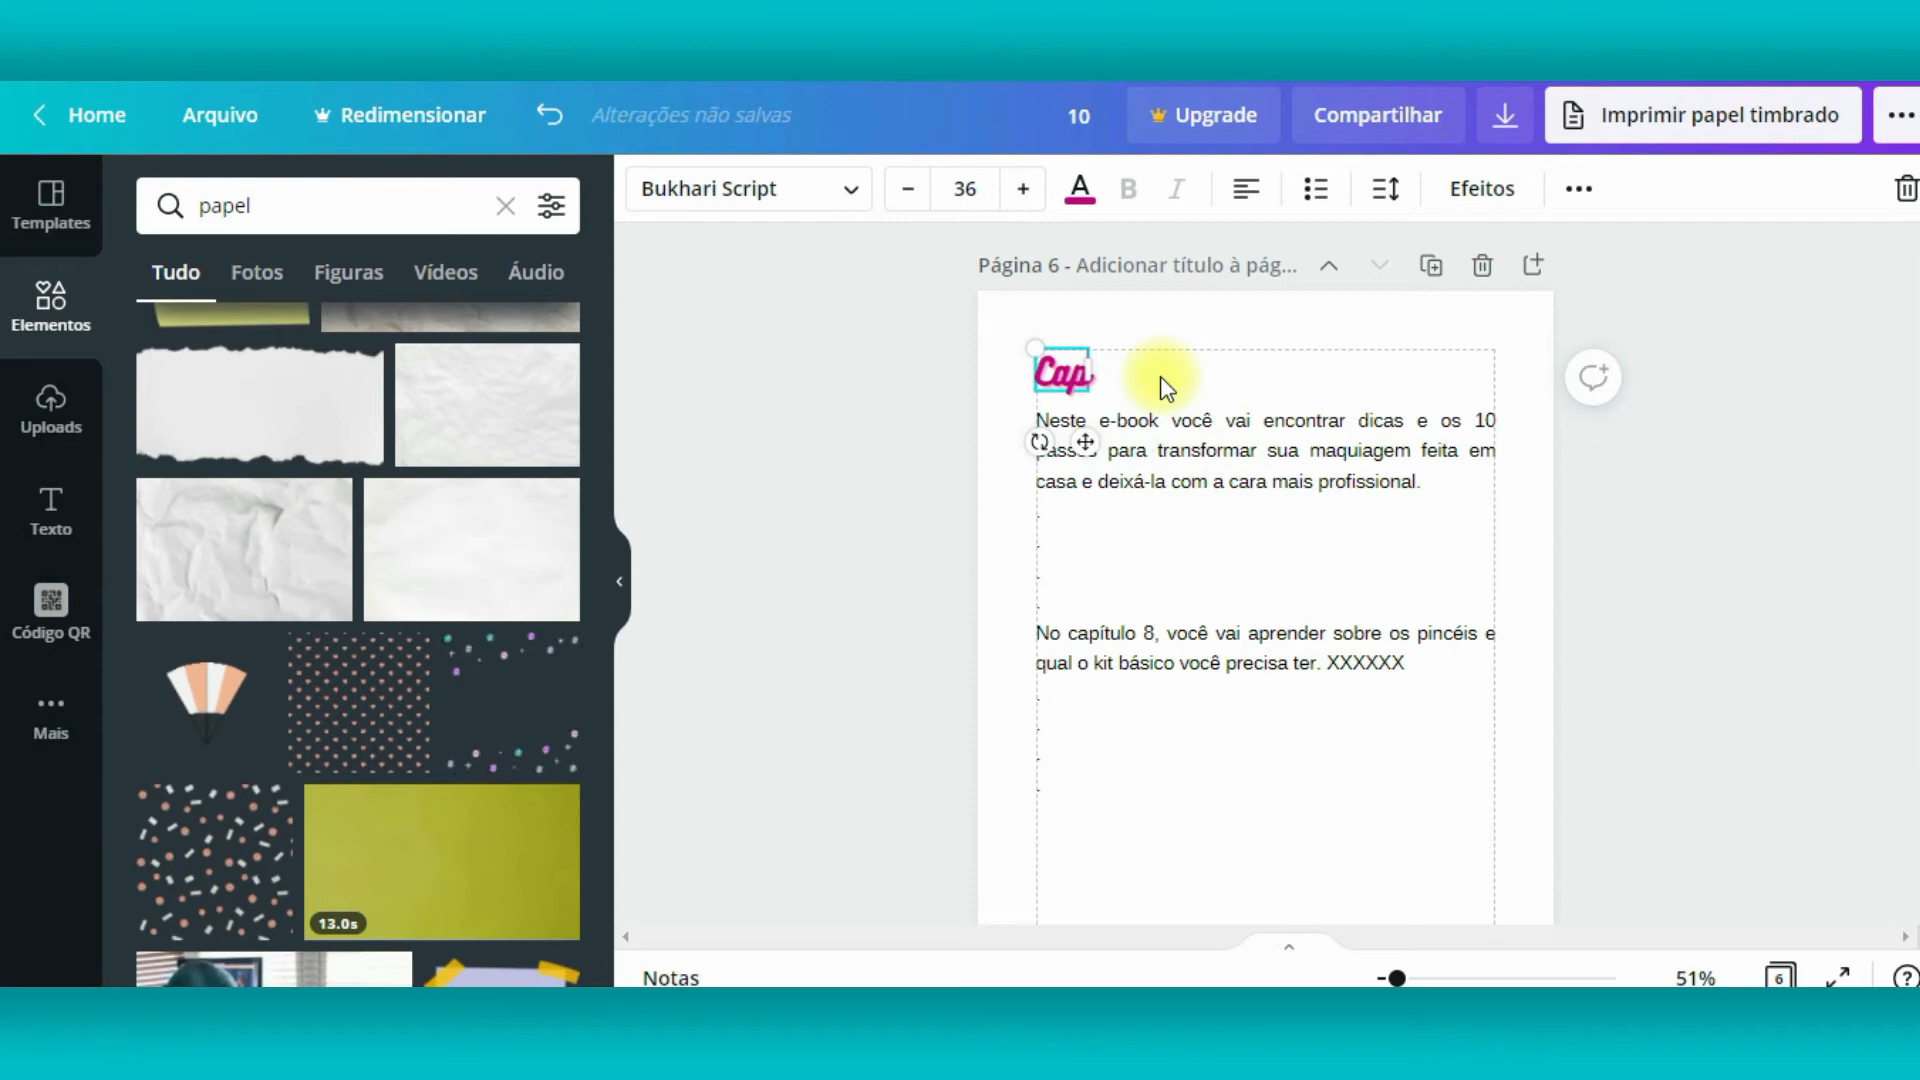 Home
Arquivo
Redimensionar
Alterações não salvas
10
Upgrade
Compartilhar
Imprimir papel timbrado
Templates
Elementos
Uploads
Texto
Código QR
Mais
papel
Tudo
Fotos
Figuras
Vídeos
Áudio
13.0s
Bukhari Script
36
A
B
I
Efeitos
Página 6 - Adicionar título à pág...
Cap
Neste e-book você vai encontrar dicas e os 10
para transformar sua maquiagem feita em
casa e deixá-la com a cara mais profissional.
.
.
.
.
No capítulo 8, você vai aprender sobre os pincéis e
qual o kit básico você precisa ter. XXXXXX
.
.
.
.
Notas
51%
6
?